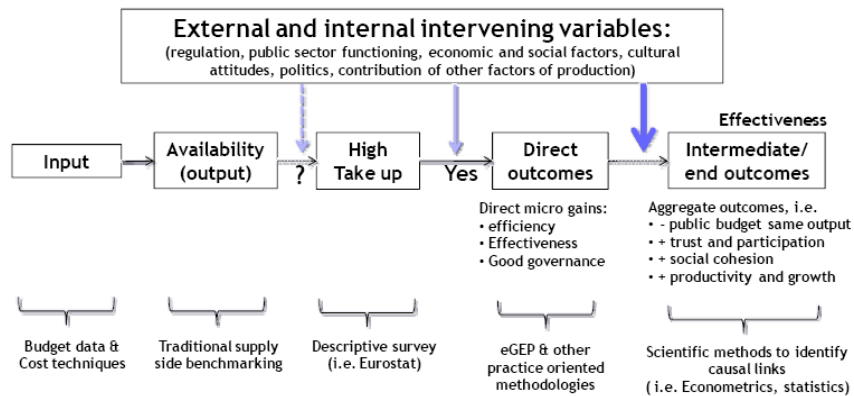 External and internal intervening variables:
(regulation, public sector functioning, economic and social factors, cultural
attitudes, politics, contribution of other factors of production)
Effectiveness
Input
Availability
(output)
?
High
Take up
Yes
Direct
outcomes
Intermediate/
end outcomes
Direct micro gains:
• efficiency
• Effectiveness
• Good governance
Aggregate outcomes, i.e.
• - public budget same output
• + trust and participation
• + social cohesion
• + productivity and growth
Budget data &
Cost techniques
Traditional supply
side benchmarking
Descriptive survey
(i.e. Eurostat)
eGEP & other
practice oriented
methodologies
Scientific methods to identify
causal links
( i.e. Econometrics, statistics)